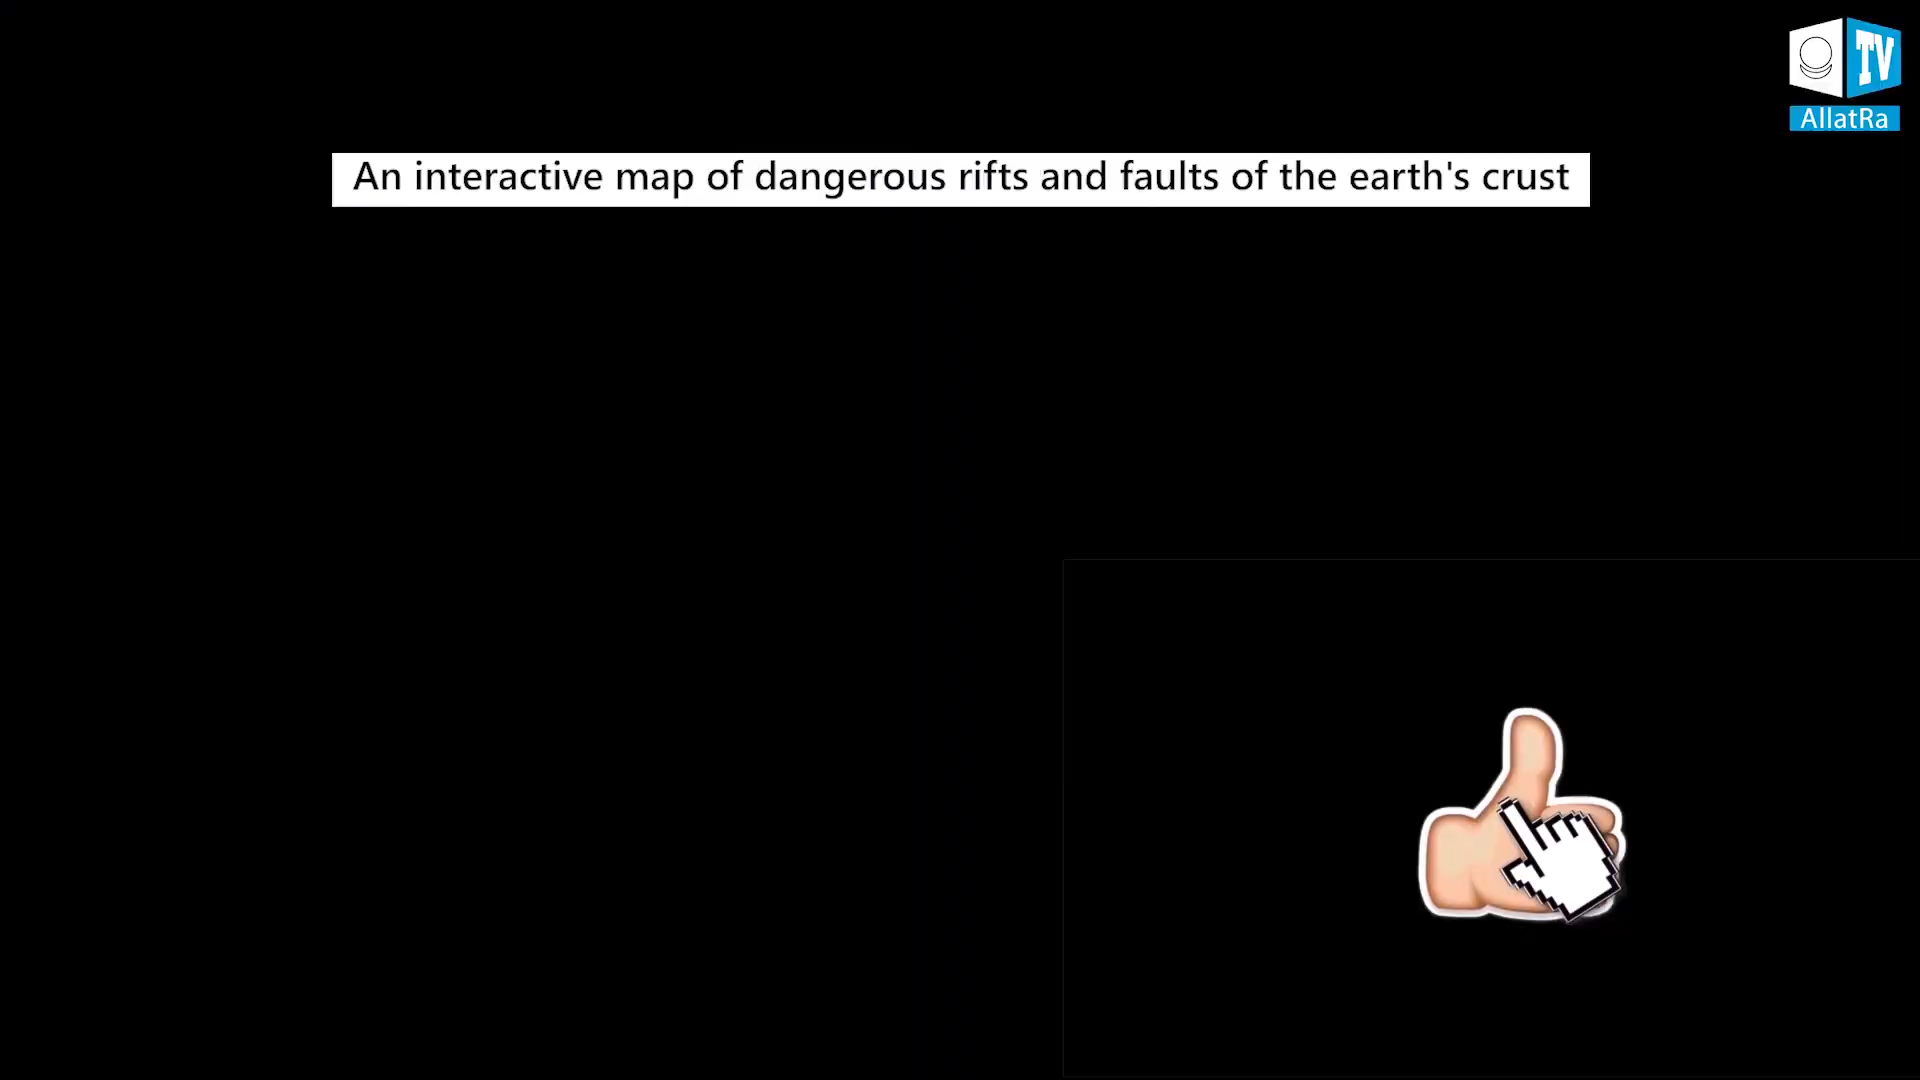 TV
AllatRa
An interactive map of dangerous rifts and faults of the earth's crust